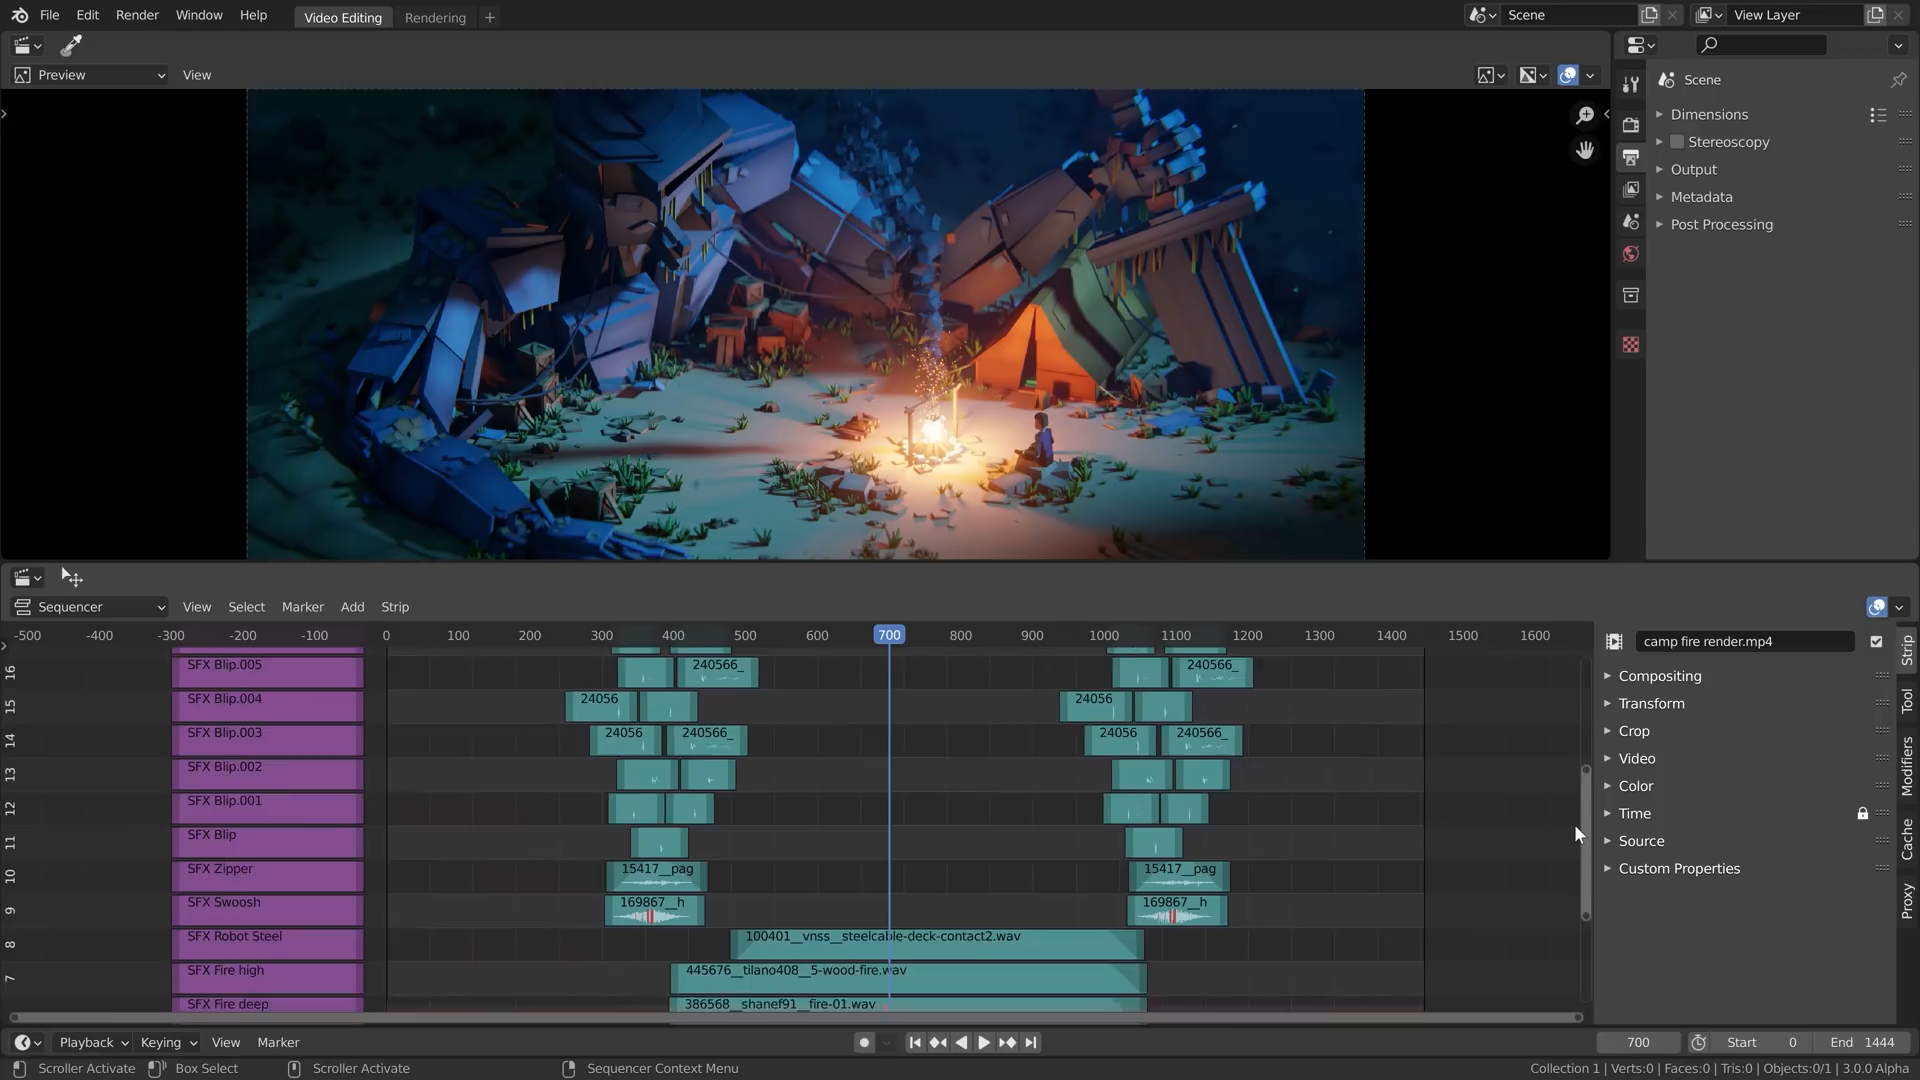 File Edit Render Window Help Video Editing Rendering + Scene View Layer
Preview View
Scene
Dimensions
Stereoscopy
Output
Metadata
Post Processing
Sequencer View Select Marker Add Strip
-500 -400 -300 -200 -100 0 100 200 300 400 500 600 700 800 900 1000 1100 1200 1300 1400 1500 1600
camp fire render.mp4
16 SFX Blip.005 240566_ 240566_
15 SFX Blip.004 24056 24056
14 SFX Blip.003 24056 240566_ 24056 240566_
13 SFX Blip.002
12 SFX Blip.001
11 SFX Blip
10 SFX Zipper 15417__pag 15417__pag
9 SFX Swoosh 169867__h 169867__h
8 SFX Robot Steel 100401__vnss__steelcable-deck-contact2.wav
7 SFX Fire high 445676__tilano408__5-wood-fire.wav
SFX Fire deep 386568__shanef91__fire-01.wav
Compositing
Transform
Crop
Video
Color
Time
Source
Custom Properties
Strip
Tool
Modifiers
Cache
Proxy
Playback Keying View Marker 700 Start 0 End 1444
Scroller Activate Box Select Scroller Activate Sequencer Context Menu Collection 1 | Verts:0 | Faces:0 | Tris:0 | Objects:0/1 | 3.0.0 Alpha